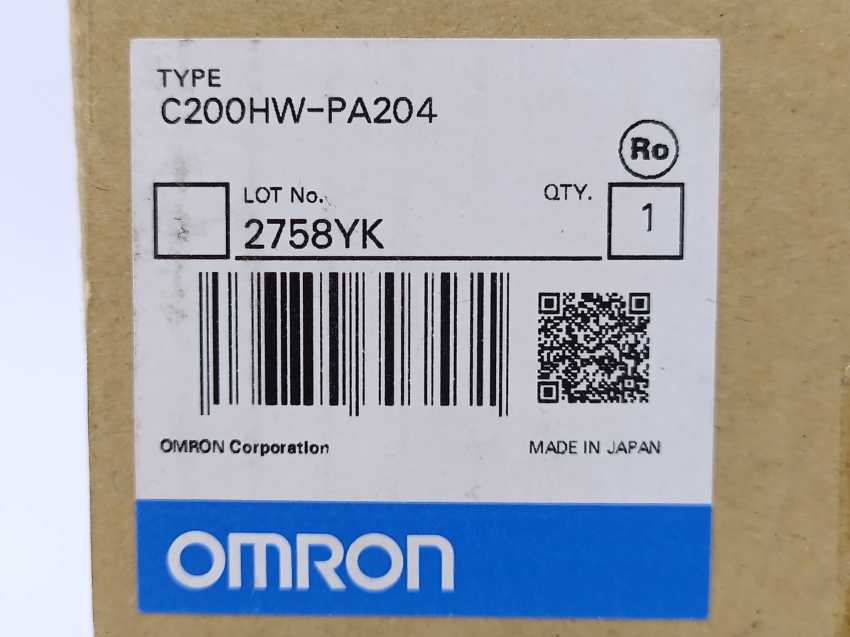 TYPE
C200HW-PA204
Ro
LOT No.
QTY.
2758YK
1
OMRON Corporation
MADE IN JAPAN
OMRON